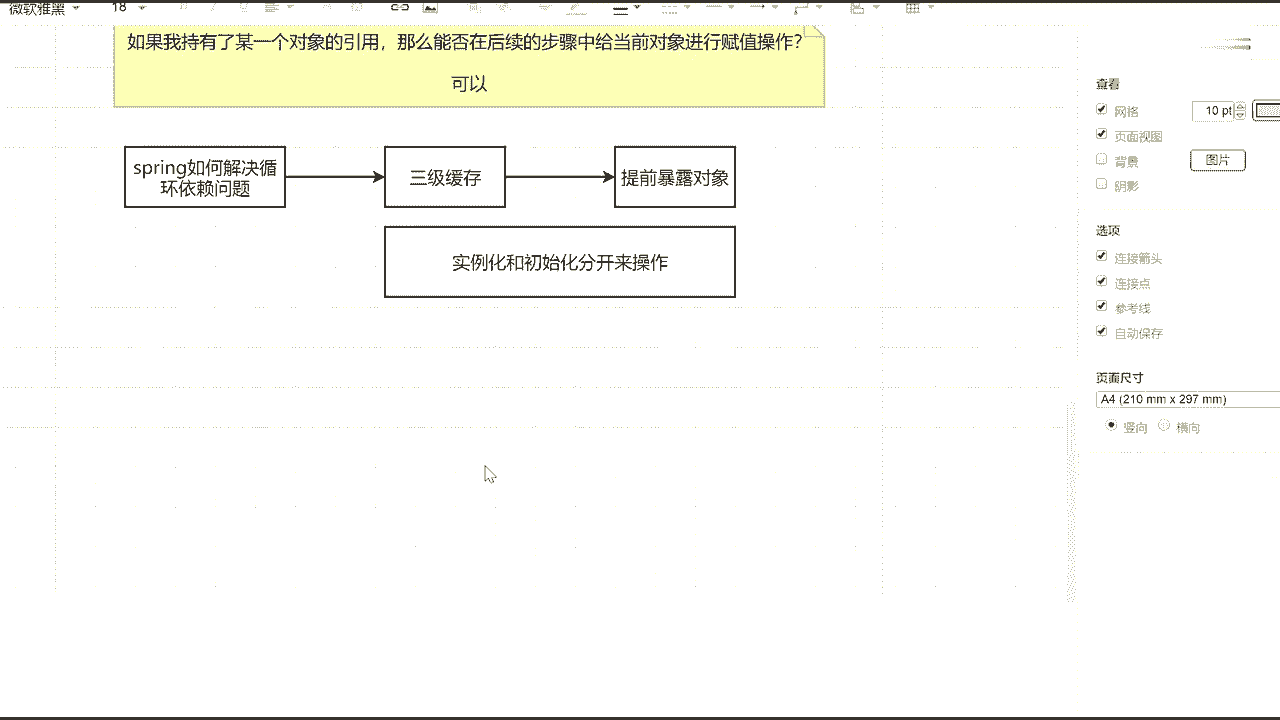 微软雅黑 18
如果我持有了某一个对象的引用，那么能否在后续的步骤中给当前对象进行赋值操作？
可以
spring如何解决循
环依赖问题
三级缓存
提前暴露对象
实例化和初始化分开来操作
查看
网格 10 pt
页面视图
背景 图片
阴影
选项
连接箭头
连接点
参考线
自动保存
页面尺寸
A4 (210 mm x 297 mm)
竖向 横向